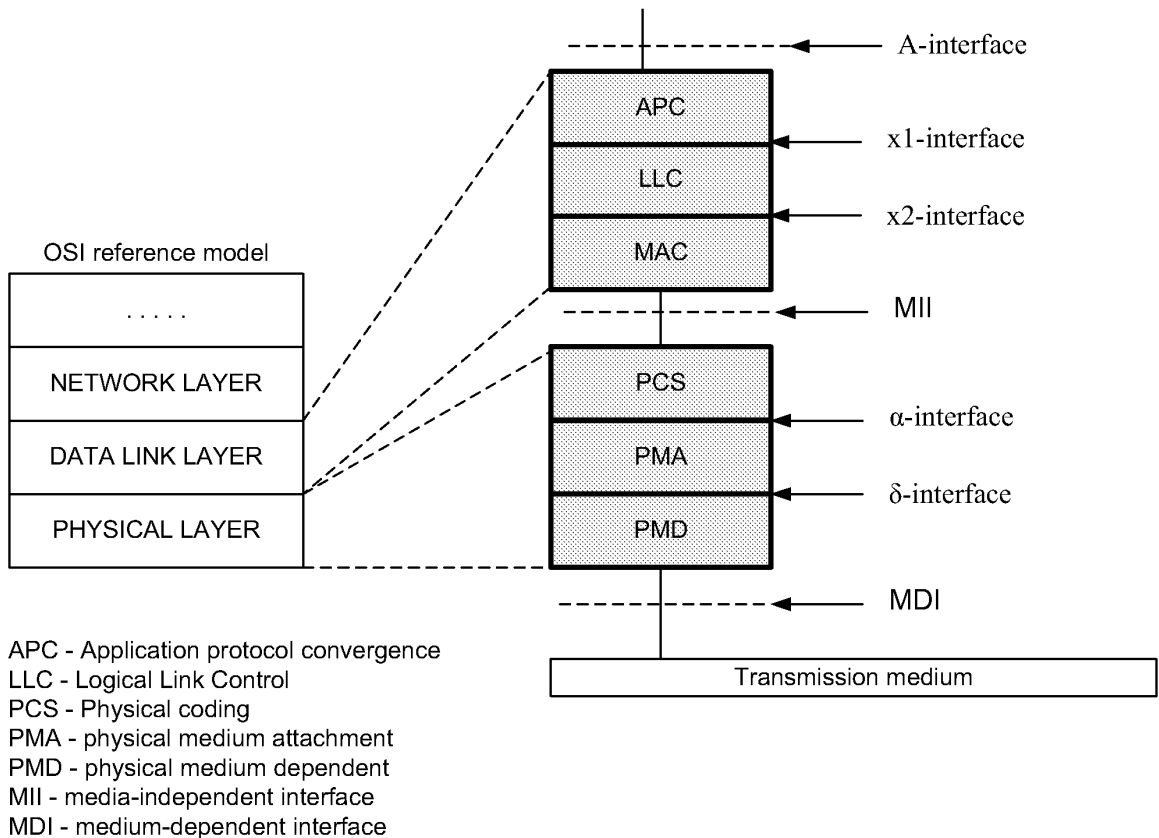 A-interface
APC
x1-interface
LLC
x2-interface
MAC
OSI reference model
. . . . .
MII
NETWORK LAYER
PCS
α-interface
DATA LINK LAYER
PMA
δ-interface
PHYSICAL LAYER
PMD
MDI
Transmission medium
APC - Application protocol convergence
LLC - Logical Link Control
PCS - Physical coding
PMA - physical medium attachment
PMD - physical medium dependent
MII - media-independent interface
MDI - medium-dependent interface